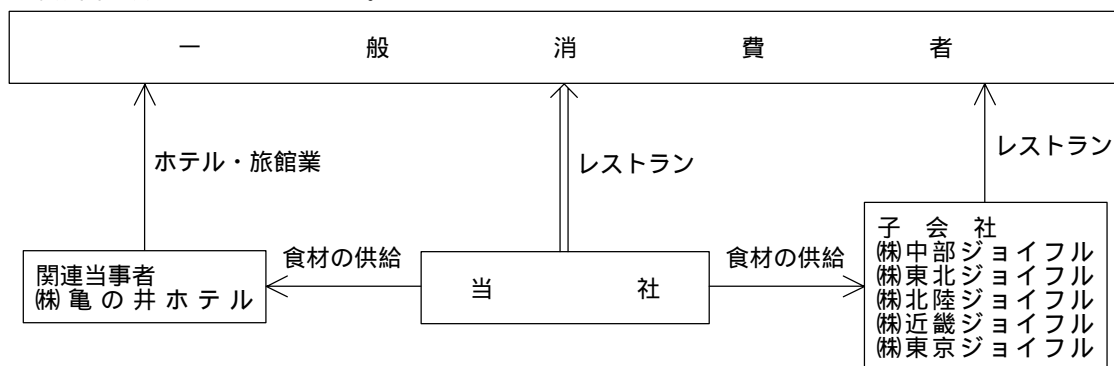 一般消費者
ホテル・旅館業
レストラン
レストラン
関連当事者
㈱亀の井ホテル
食材の供給
当社
食材の供給
子会社
㈱中部ジョイフル
㈱東北ジョイフル
㈱北陸ジョイフル
㈱近畿ジョイフル
㈱東京ジョイフル